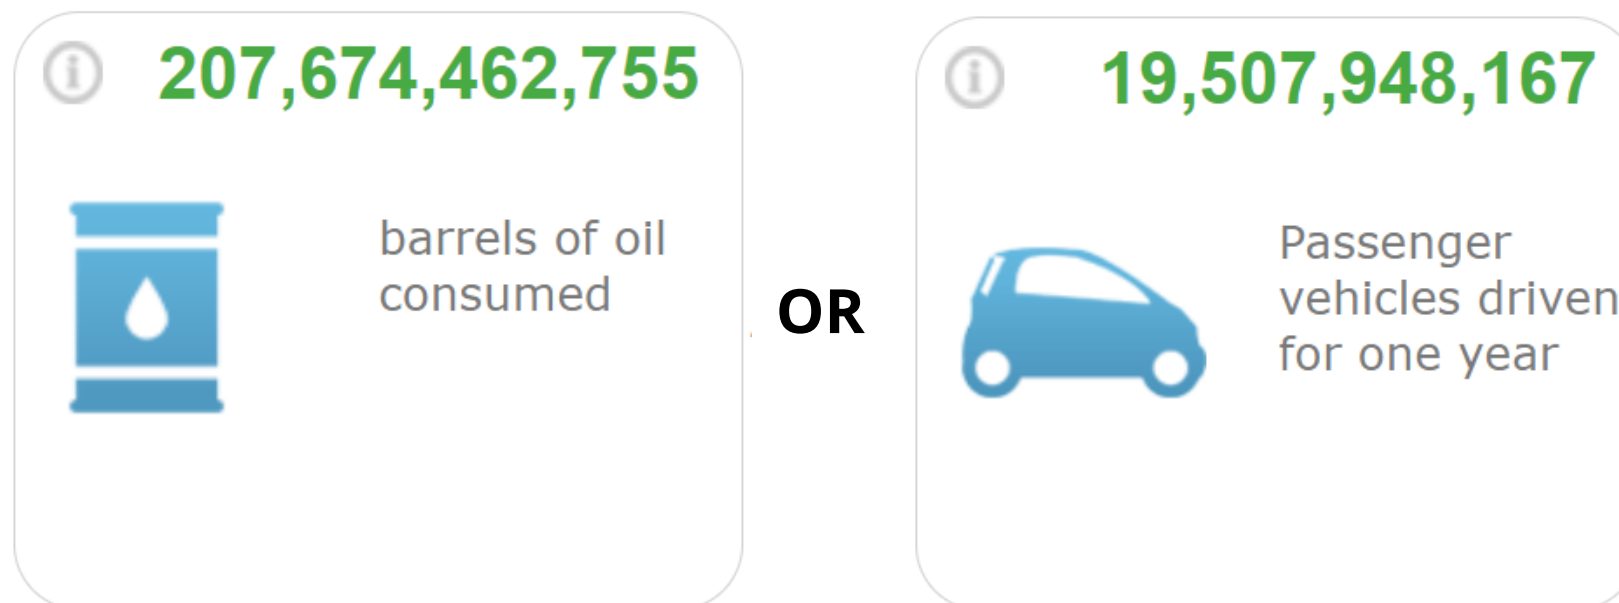 207,674,462,755
barrels of oil
consumed
OR
19,507,948,167
Passenger
vehicles driven
for one year